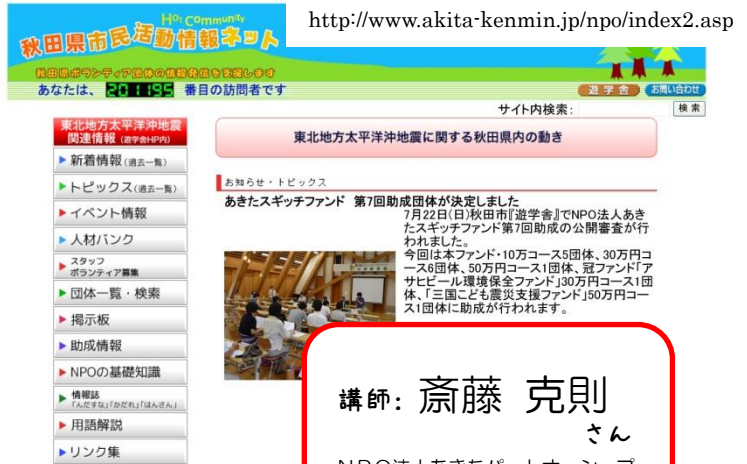 http://www.akita-kenmin.jp/npo/index2.asp
Hot Community
秋田県市民活動情報ネット
秋田県ボランティア団体の情報発信を支援します
あなたは、 201195 番目の訪問者です
遊学舎 お問い合わせ
サイト内検索: 検索
東北地方太平洋沖地震
関連情報 (遊学舎HP内)
新着情報 (過去一覧)
トピックス (過去一覧)
イベント情報
人材バンク
スタッフ
ボランティア募集
団体一覧・検索
掲示板
助成情報
NPOの基礎知識
情報誌
「んだすな」「かだれ」「はんさん」
用語解説
リンク集
東北地方太平洋沖地震に関する秋田県内の動き
お知らせ・トピックス
あきたスギッチファンド 第7回助成団体が決定しました
7月22日(日)秋田市『遊学舎』でNPO法人あき
たスギッチファンド第7回助成の公開審査が行
われました。
今回は本ファンド・10万コース5団体、30万円コ
ース6団体、50万円コース1団体、冠ファンド「ア
サヒビール環境保全ファンド」30万円コース1団
体、「三国こども震災支援ファンド」50万円コー
ス1団体に助成が行われます。
講師: 斎藤 克則
さん